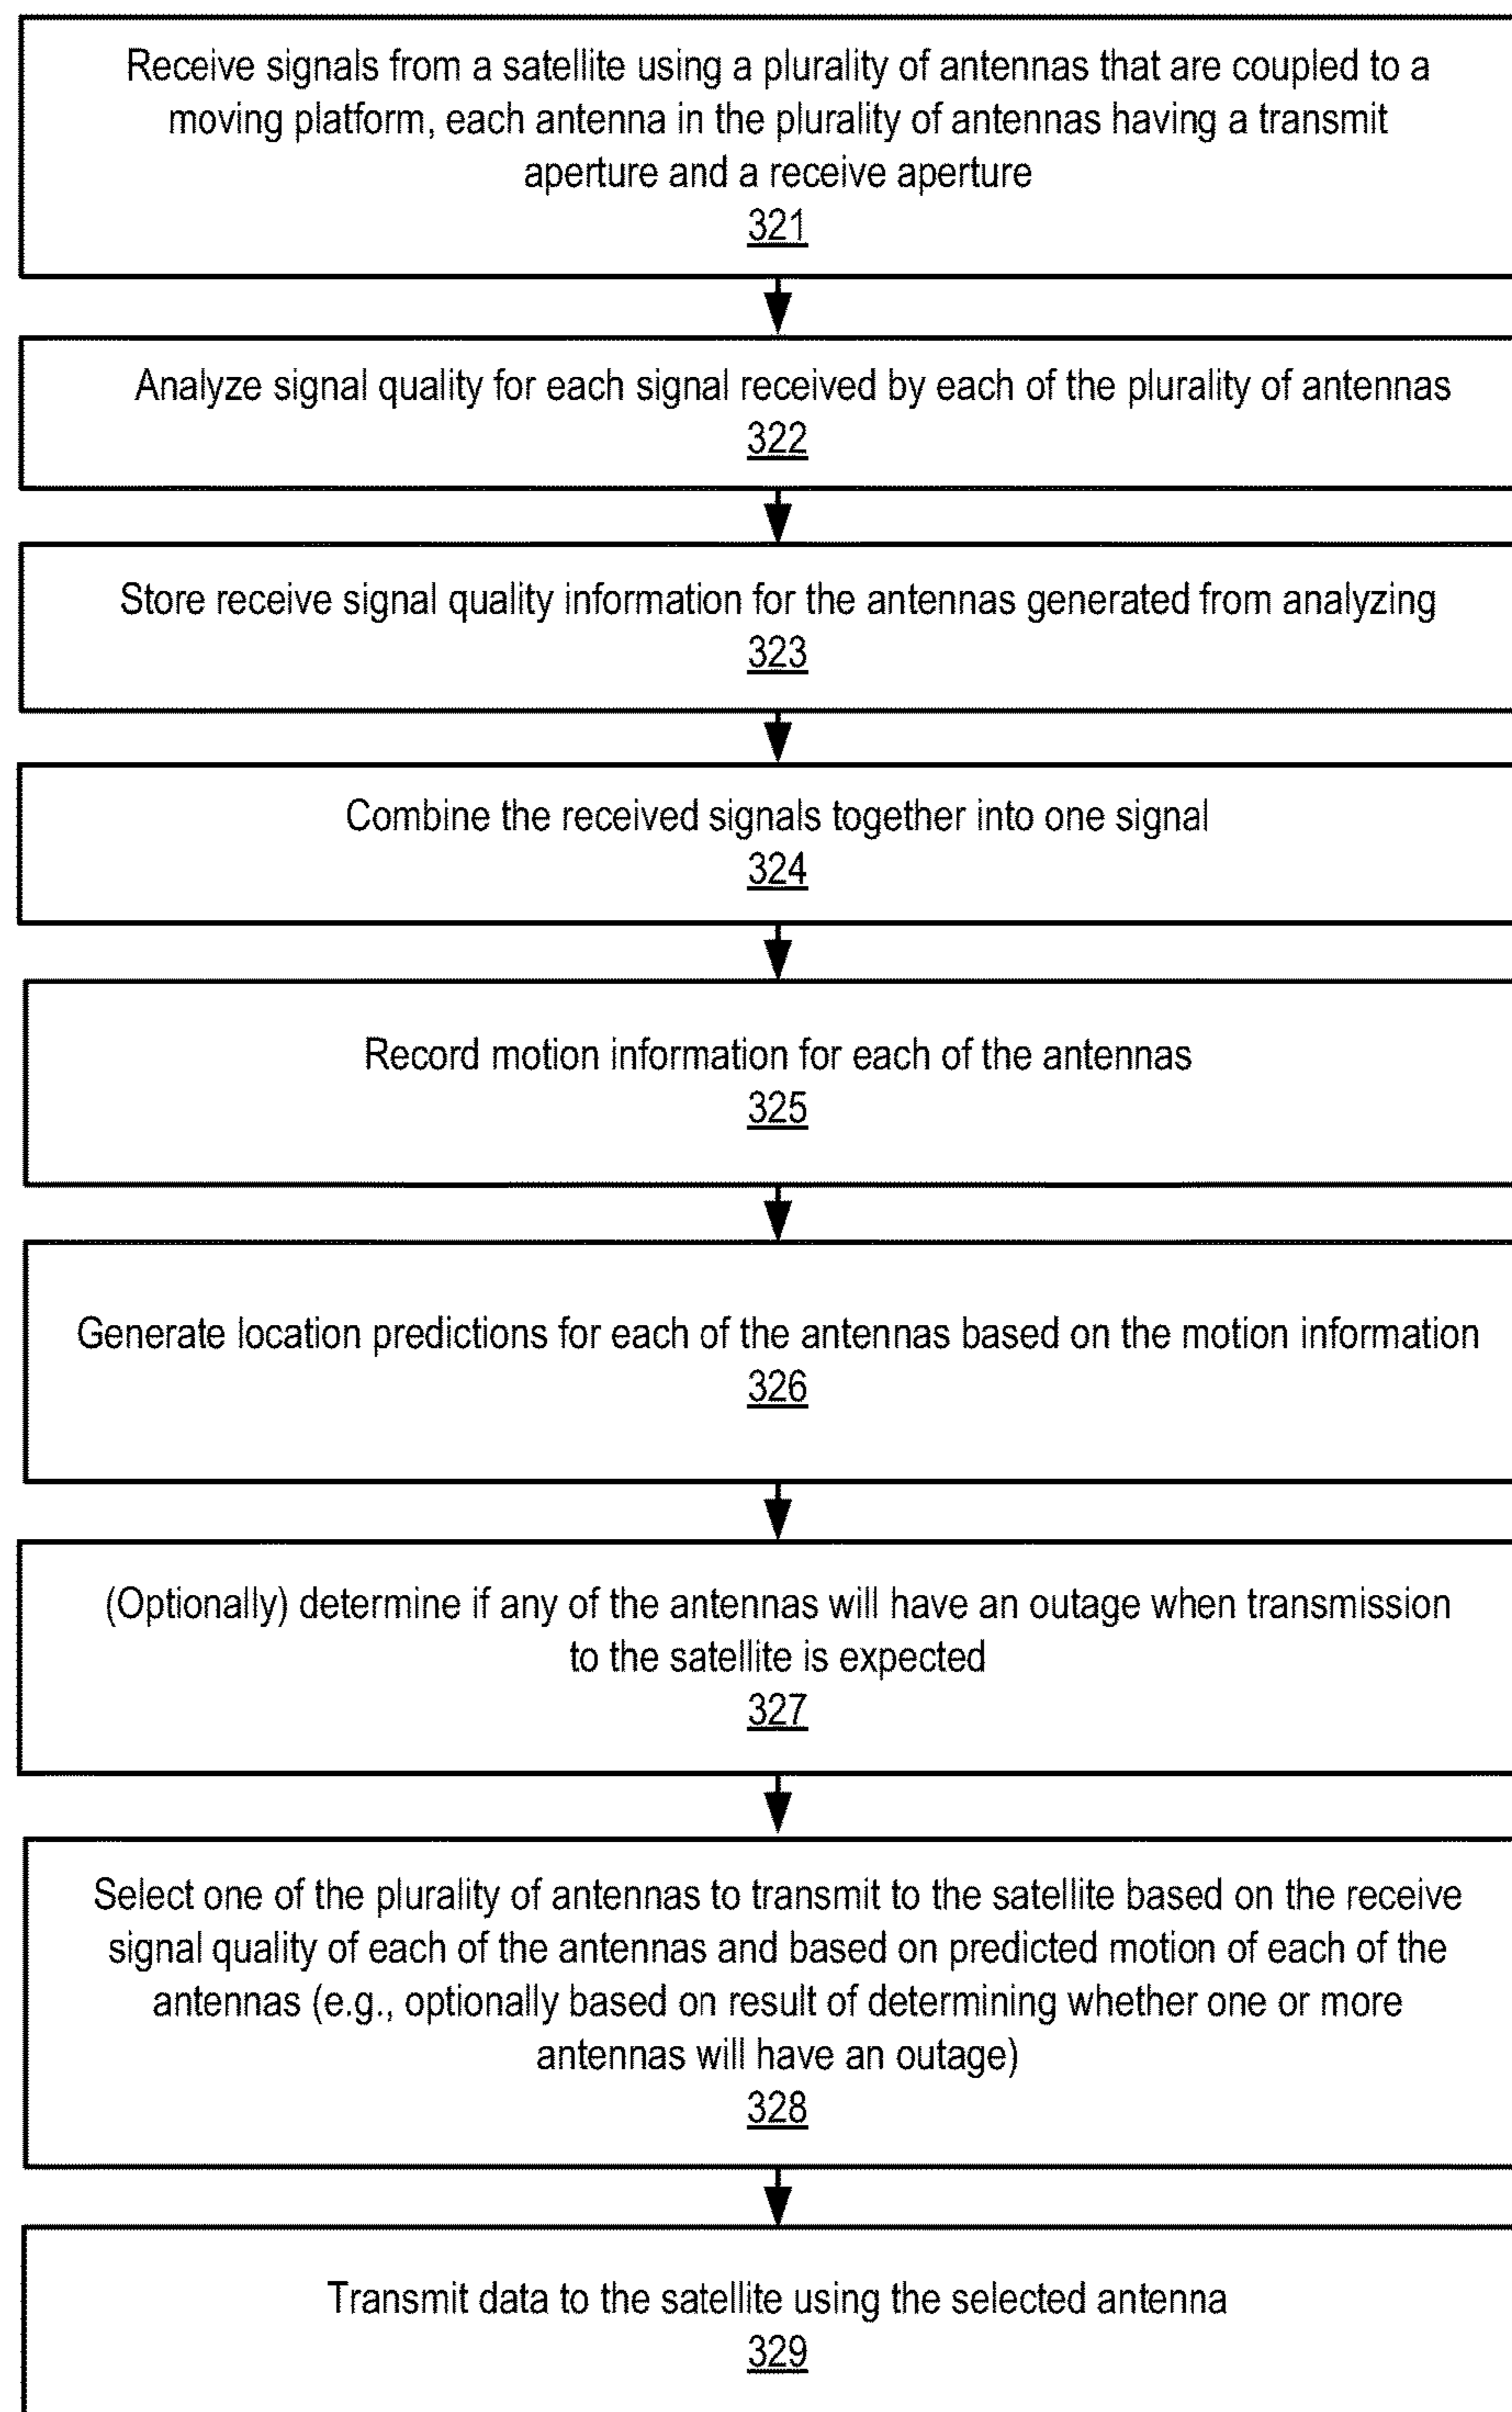 Receive signals from a satellite using a plurality of antennas that are coupled to a
moving platform, each antenna in the plurality of antennas having a transmit
aperture and a receive aperture
321
Analyze signal quality for each signal received by each of the plurality of antennas
322
Store receive signal quality information for the antennas generated from analyzing
323
Combine the received signals together into one signal
324
Record motion information for each of the antennas
325
Generate location predictions for each of the antennas based on the motion information
326
(Optionally) determine if any of the antennas will have an outage when transmission
to the satellite is expected
327
Select one of the plurality of antennas to transmit to the satellite based on the receive
signal quality of each of the antennas and based on predicted motion of each of the
antennas (e.g., optionally based on result of determining whether one or more
antennas will have an outage)
328
Transmit data to the satellite using the selected antenna
329